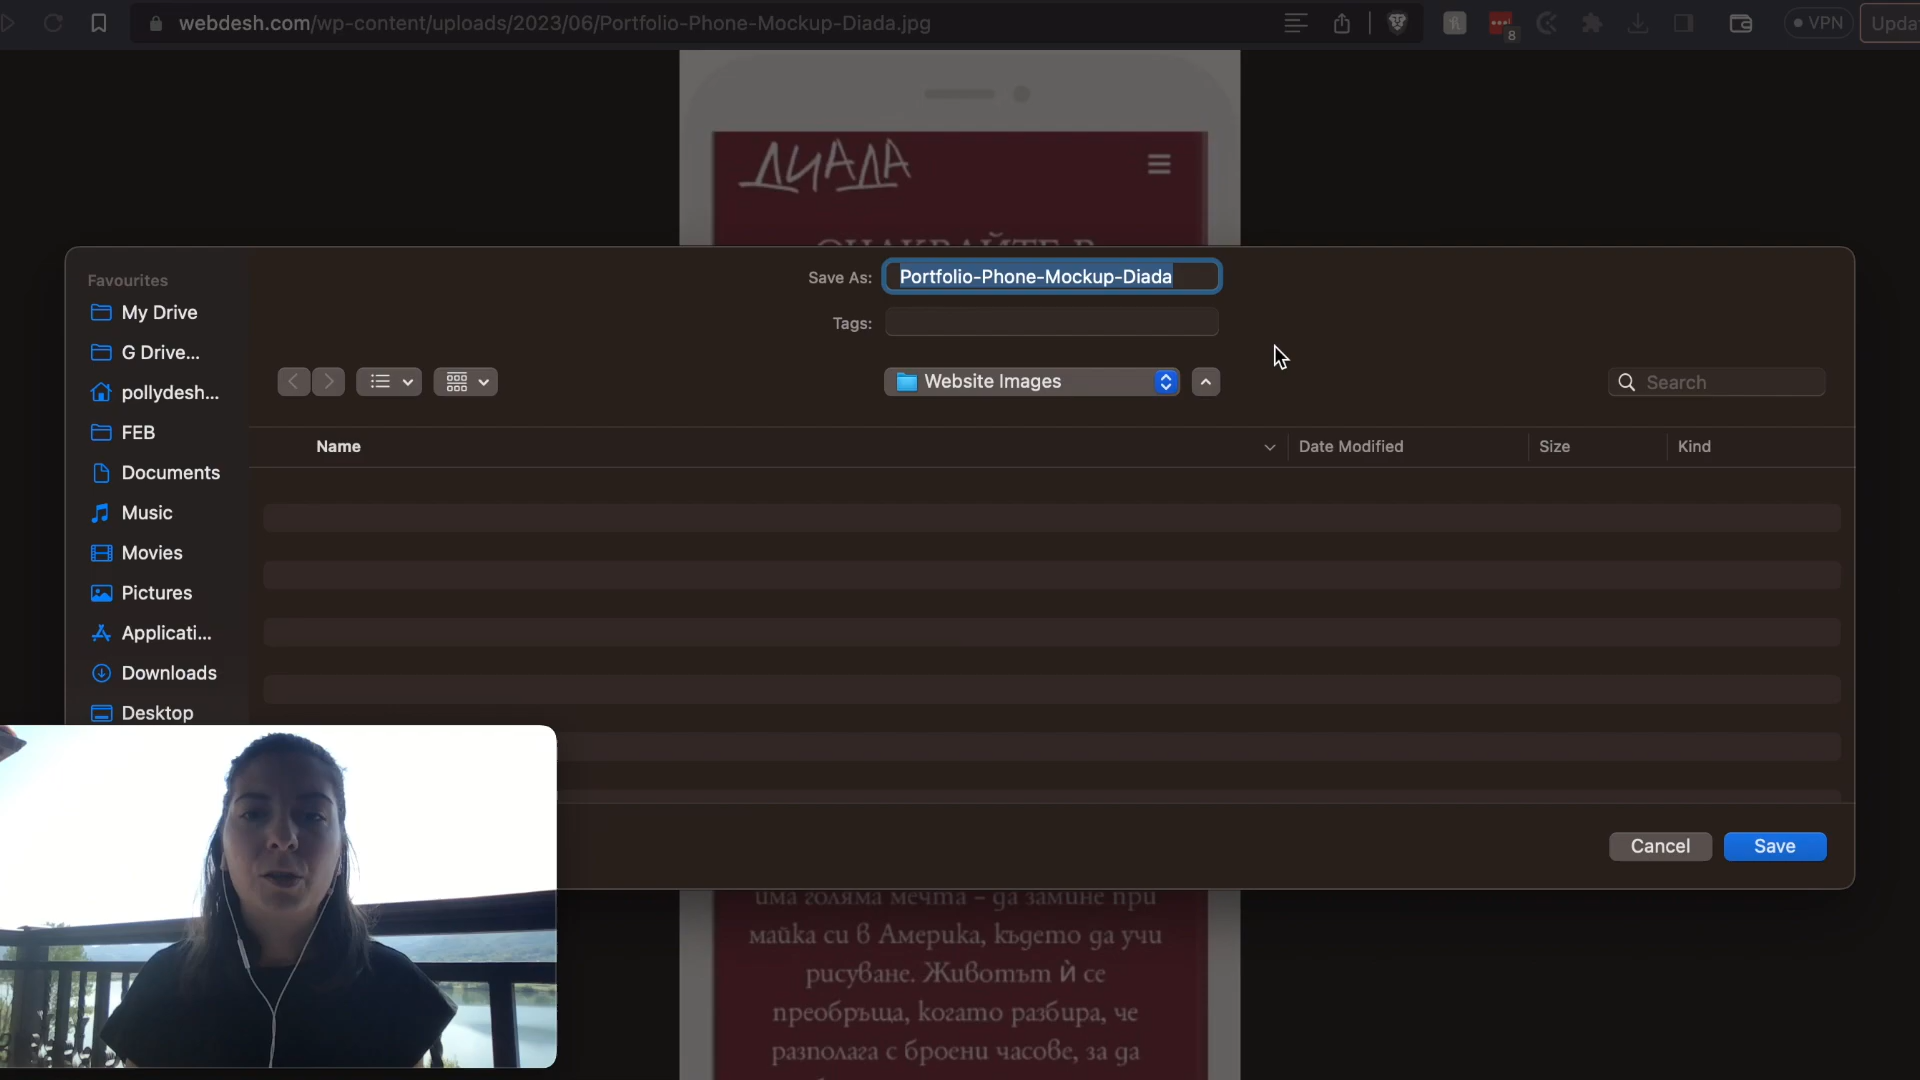 webdesh.com/wp-content/uploads/2023/06/Portfolio-Phone-Mockup-Diada.jpg
8
VPN
Upda
ДИАДА
ОЧАКВАЙТЕ В
Favourites
My Drive
G Drive...
pollydesh...
FEB
Documents
Music
Movies
Pictures
Applicati...
Downloads
Desktop
Save As:
Portfolio-Phone-Mockup-Diada
Tags:
Website Images
Search
Name
Date Modified
Size
Kind
Cancel
Save
има голяма мечта – да замине при
майка си в Америка, където да учи
рисуване. Животът ѝ се
преобръща, когато разбира, че
разполага с броени часове, за да